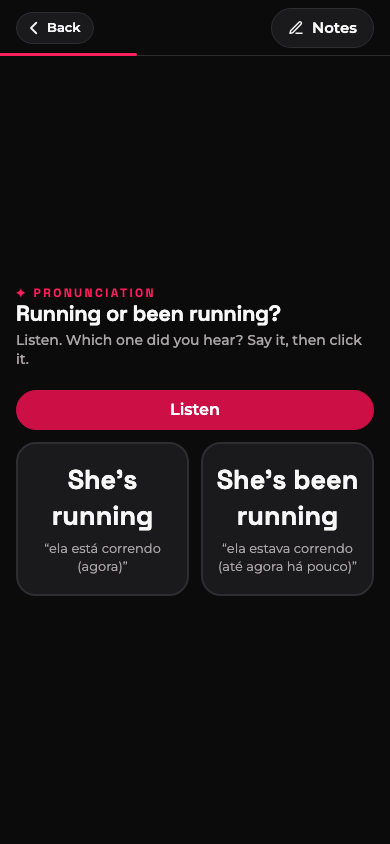 Back
Notes
✦ PRONUNCIATION
Running or been running?
Listen. Which one did you hear? Say it, then click
it.
Listen
She’s
running
“ela está correndo
(agora)”
She’s been
running
“ela estava correndo
(até agora há pouco)”